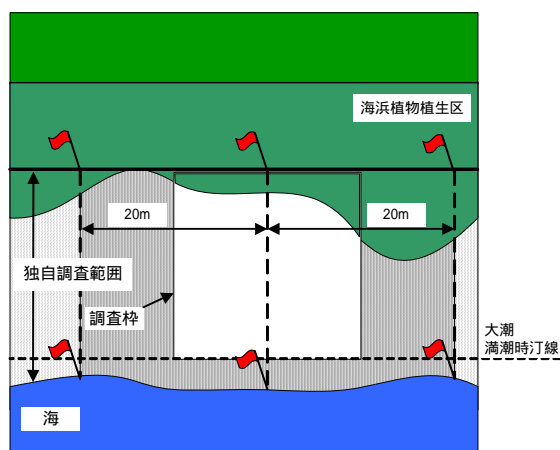 海浜植物植生区
20m
20m
独自調査範囲
調査枠
大潮
満潮時汀線
海